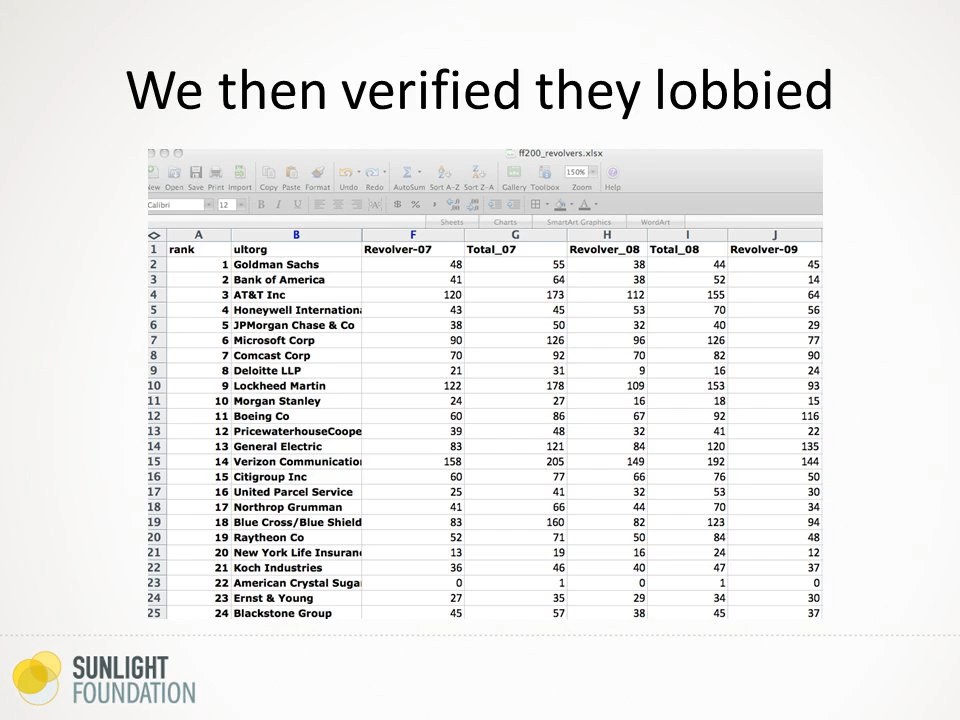 We then verified they lobbied
ff200_revolvers.xlsx
New Open Save Print Import Copy Paste Format Undo Redo AutoSum Sort A-Z Sort Z-A Gallery Toolbox Zoom Help
150%
Calibri 12 B I U $ % A
Sheets Charts SmartArt Graphics WordArt
A B F G H I J
1 rank ultorg Revolver-07 Total_07 Revolver_08 Total_08 Revolver-09
2 1 Goldman Sachs 48 55 38 44 45
3 2 Bank of America 41 64 38 52 14
4 3 AT&T Inc 120 173 112 155 64
5 4 Honeywell Internationa 43 45 53 70 56
6 5 JPMorgan Chase & Co 38 50 32 40 29
7 6 Microsoft Corp 90 126 96 126 77
8 7 Comcast Corp 70 92 70 82 90
9 8 Deloitte LLP 21 31 9 16 24
10 9 Lockheed Martin 122 178 109 153 93
11 10 Morgan Stanley 24 27 16 18 15
12 11 Boeing Co 60 86 67 92 116
13 12 PricewaterhouseCoope 39 48 32 41 22
14 13 General Electric 83 121 84 120 135
15 14 Verizon Communication 158 205 149 192 144
16 15 Citigroup Inc 60 77 66 76 50
17 16 United Parcel Service 25 41 32 53 30
18 17 Northrop Grumman 41 66 44 70 34
19 18 Blue Cross/Blue Shield 83 160 82 123 94
20 19 Raytheon Co 52 71 50 84 48
21 20 New York Life Insuran 13 19 16 24 12
22 21 Koch Industries 36 46 40 47 37
23 22 American Crystal Suga 0 1 0 1 0
24 23 Ernst & Young 27 35 29 34 30
25 24 Blackstone Group 45 57 38 45 37
SUNLIGHT
FOUNDATION